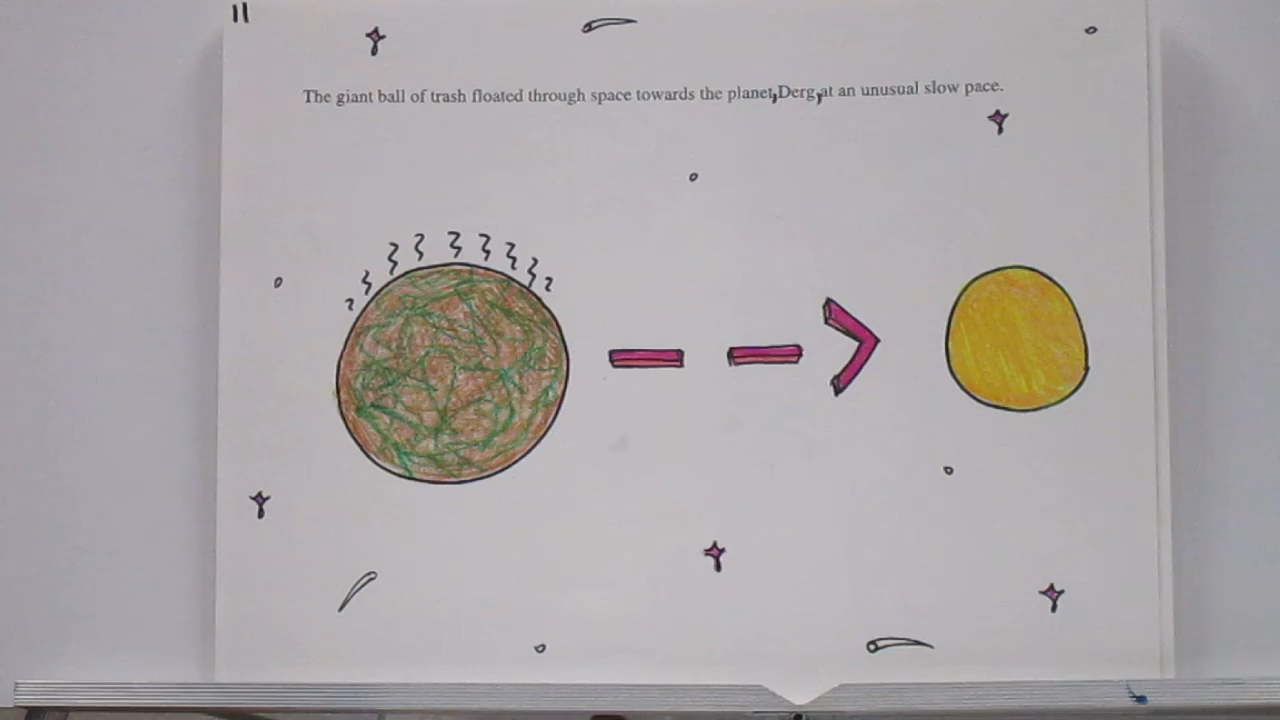 11
The giant ball of trash floated through space towards the planet, Derg, at an unusual slow pace.